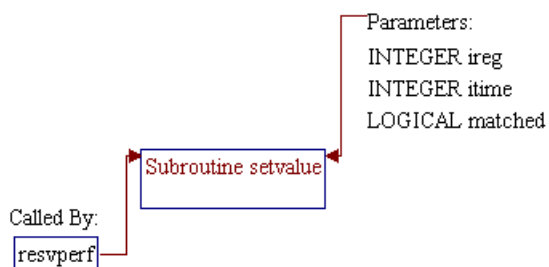 Parameters:
INTEGER ireg
INTEGER itime
LOGICAL matched
Subroutine setvalue
Called By:
resvperf